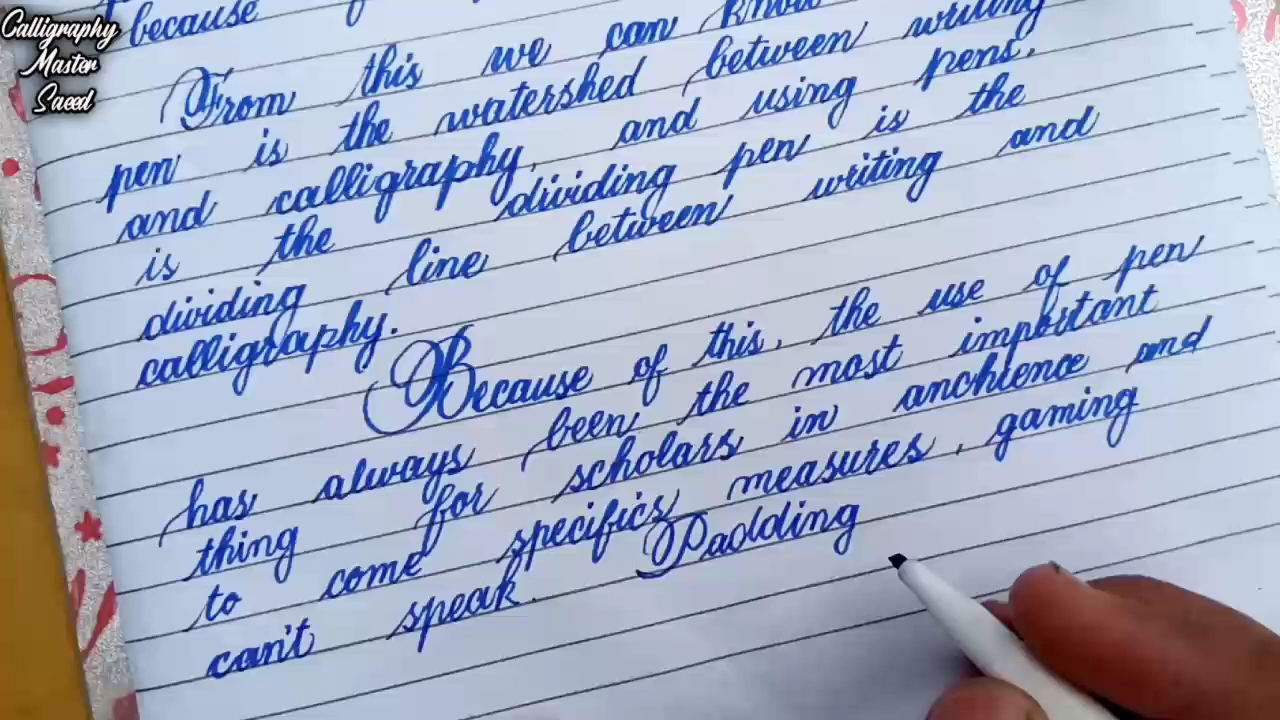 Calligraphy
Master
Saeed
because
From this we can know
pen is the watershed between writing
and calligraphy, and using pens.
is the dividing pen is the
dividing line between writing and
calligraphy.
Because of this, the use of pen
has always been the most important
thing for scholars in anchience and
to come specifics measures, gaming
can't speak. Padding